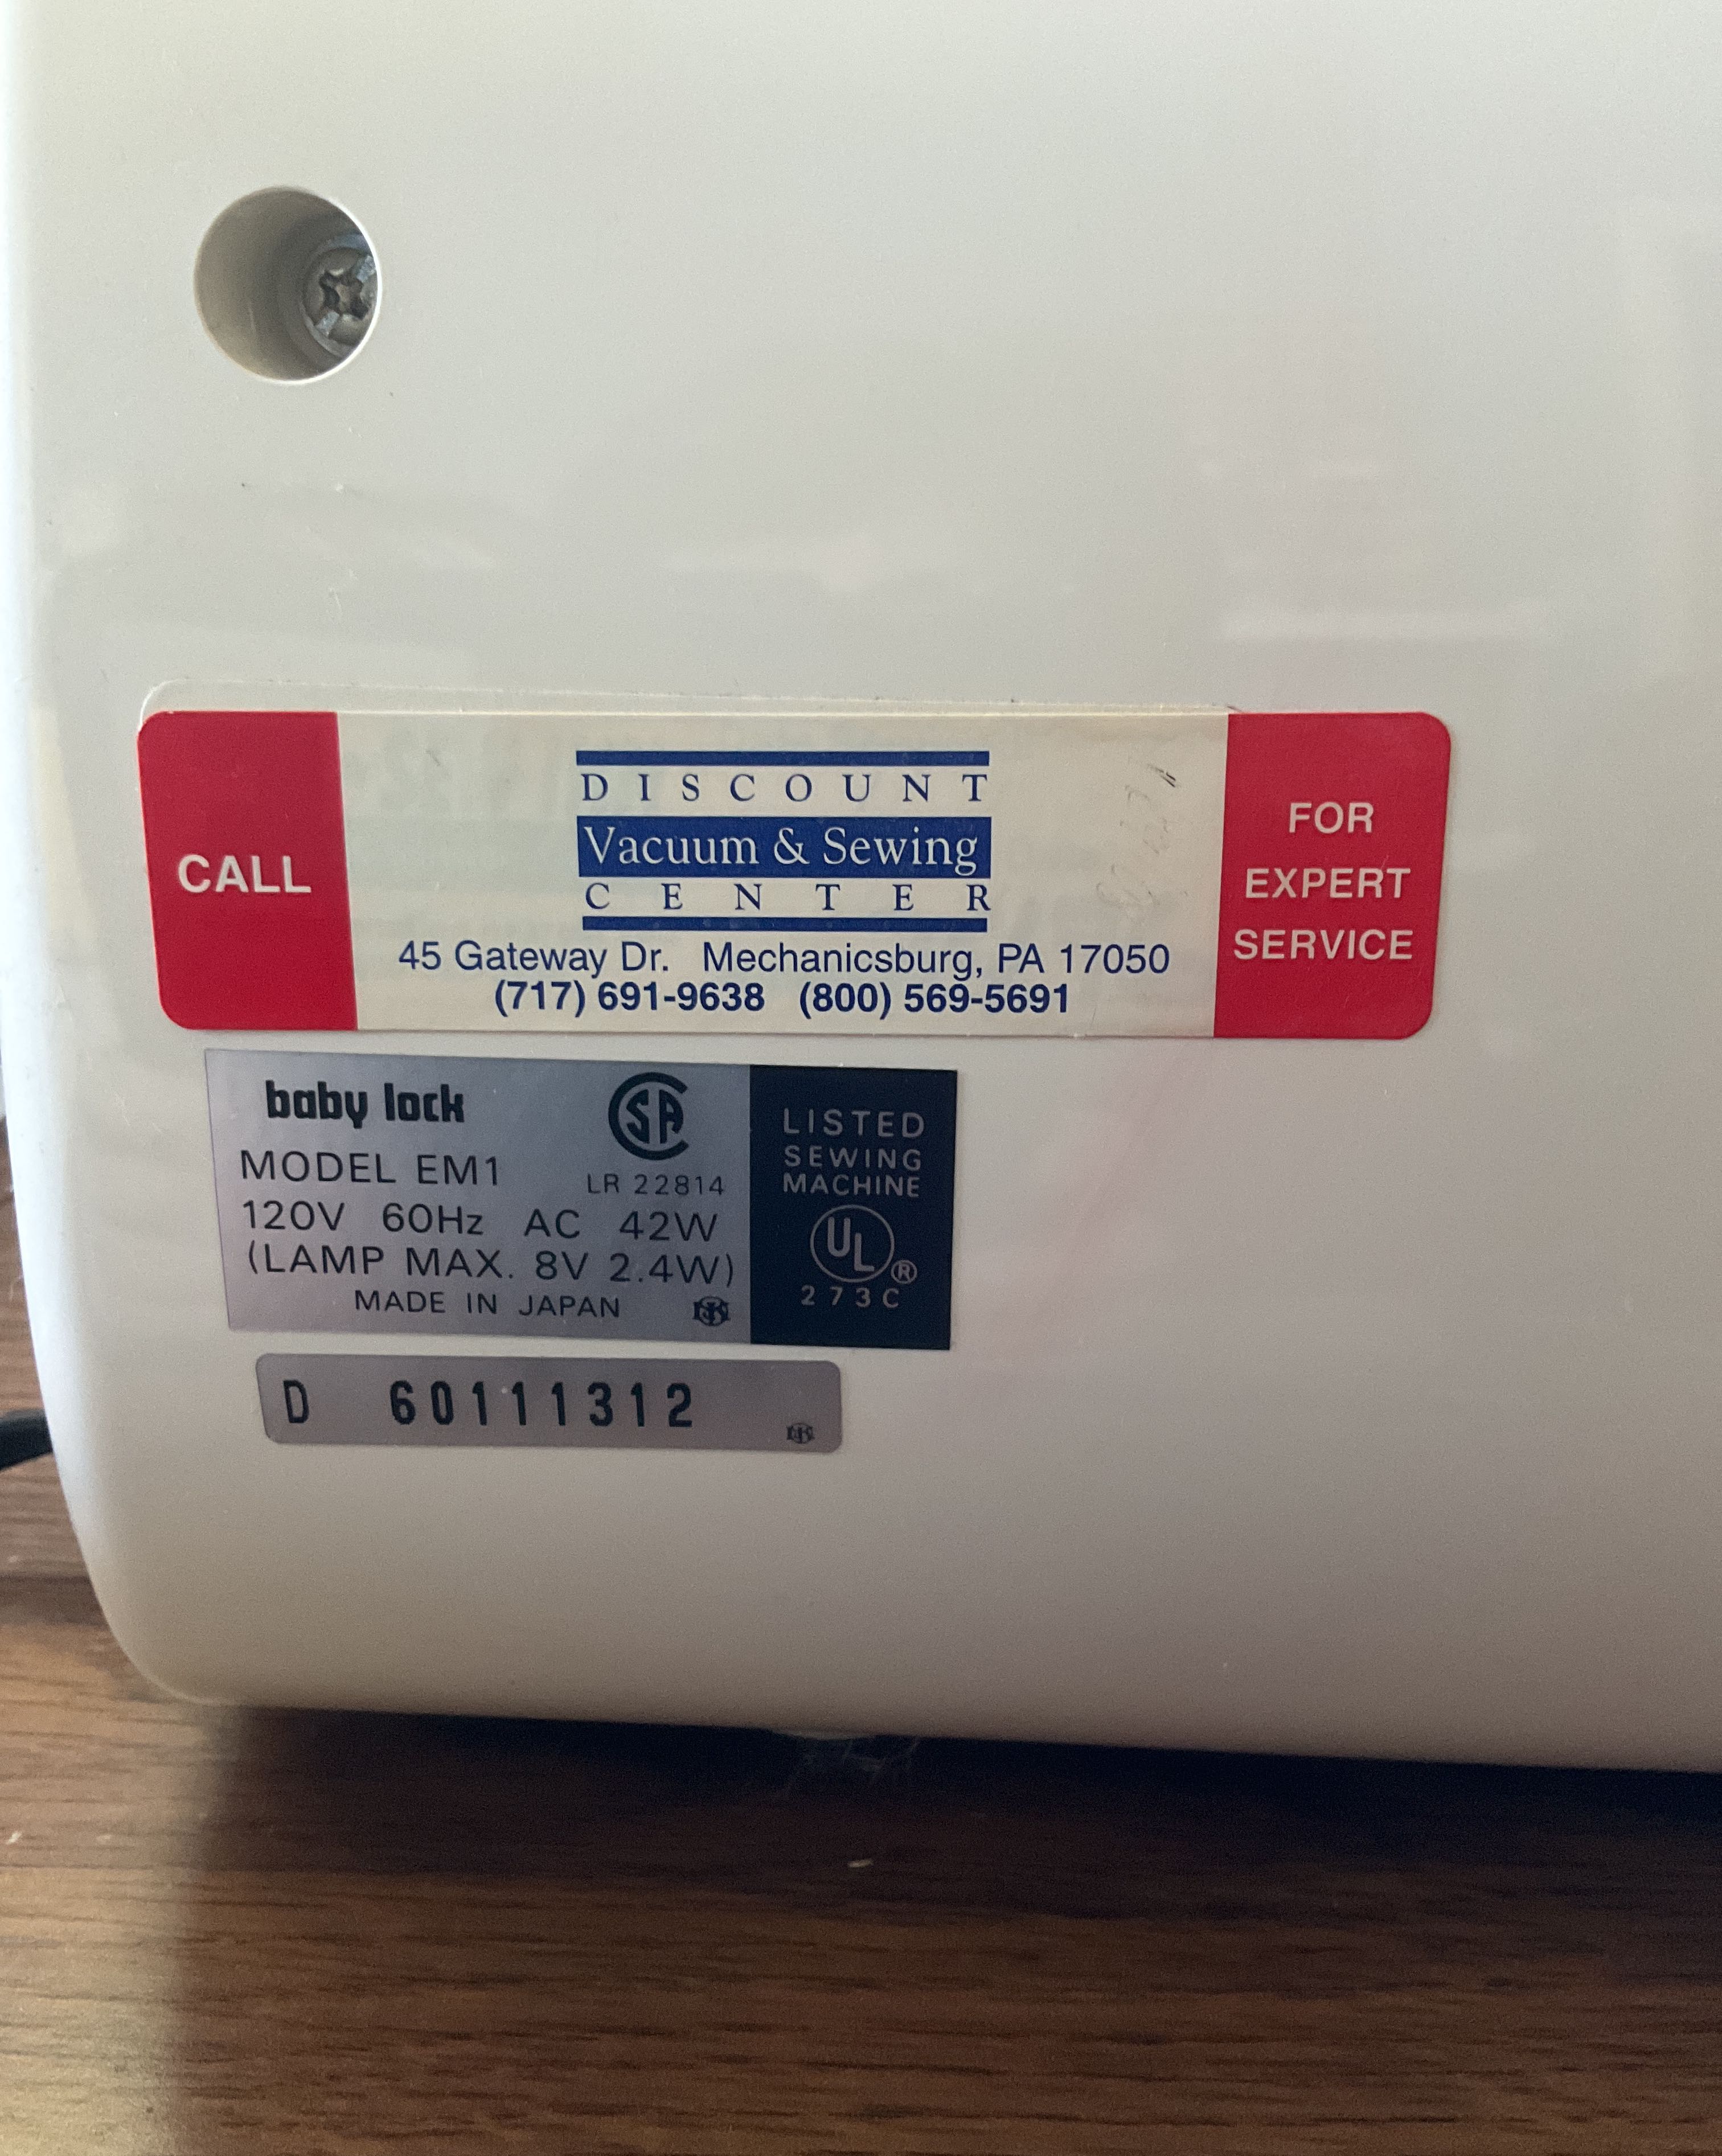 CALL
DISCOUNT
Vacuum & Sewing
CENTER
45 Gateway Dr. Mechanicsburg, PA 17050
(717) 691-9638 (800) 569-5691
FOR
EXPERT
SERVICE
baby lock
SA
MODEL EM1
LR 22814
120V 60Hz AC 42W
(LAMP MAX. 8V 2.4W)
MADE IN JAPAN
LISTED
SEWING
MACHINE
UL®
273C
D 60111312